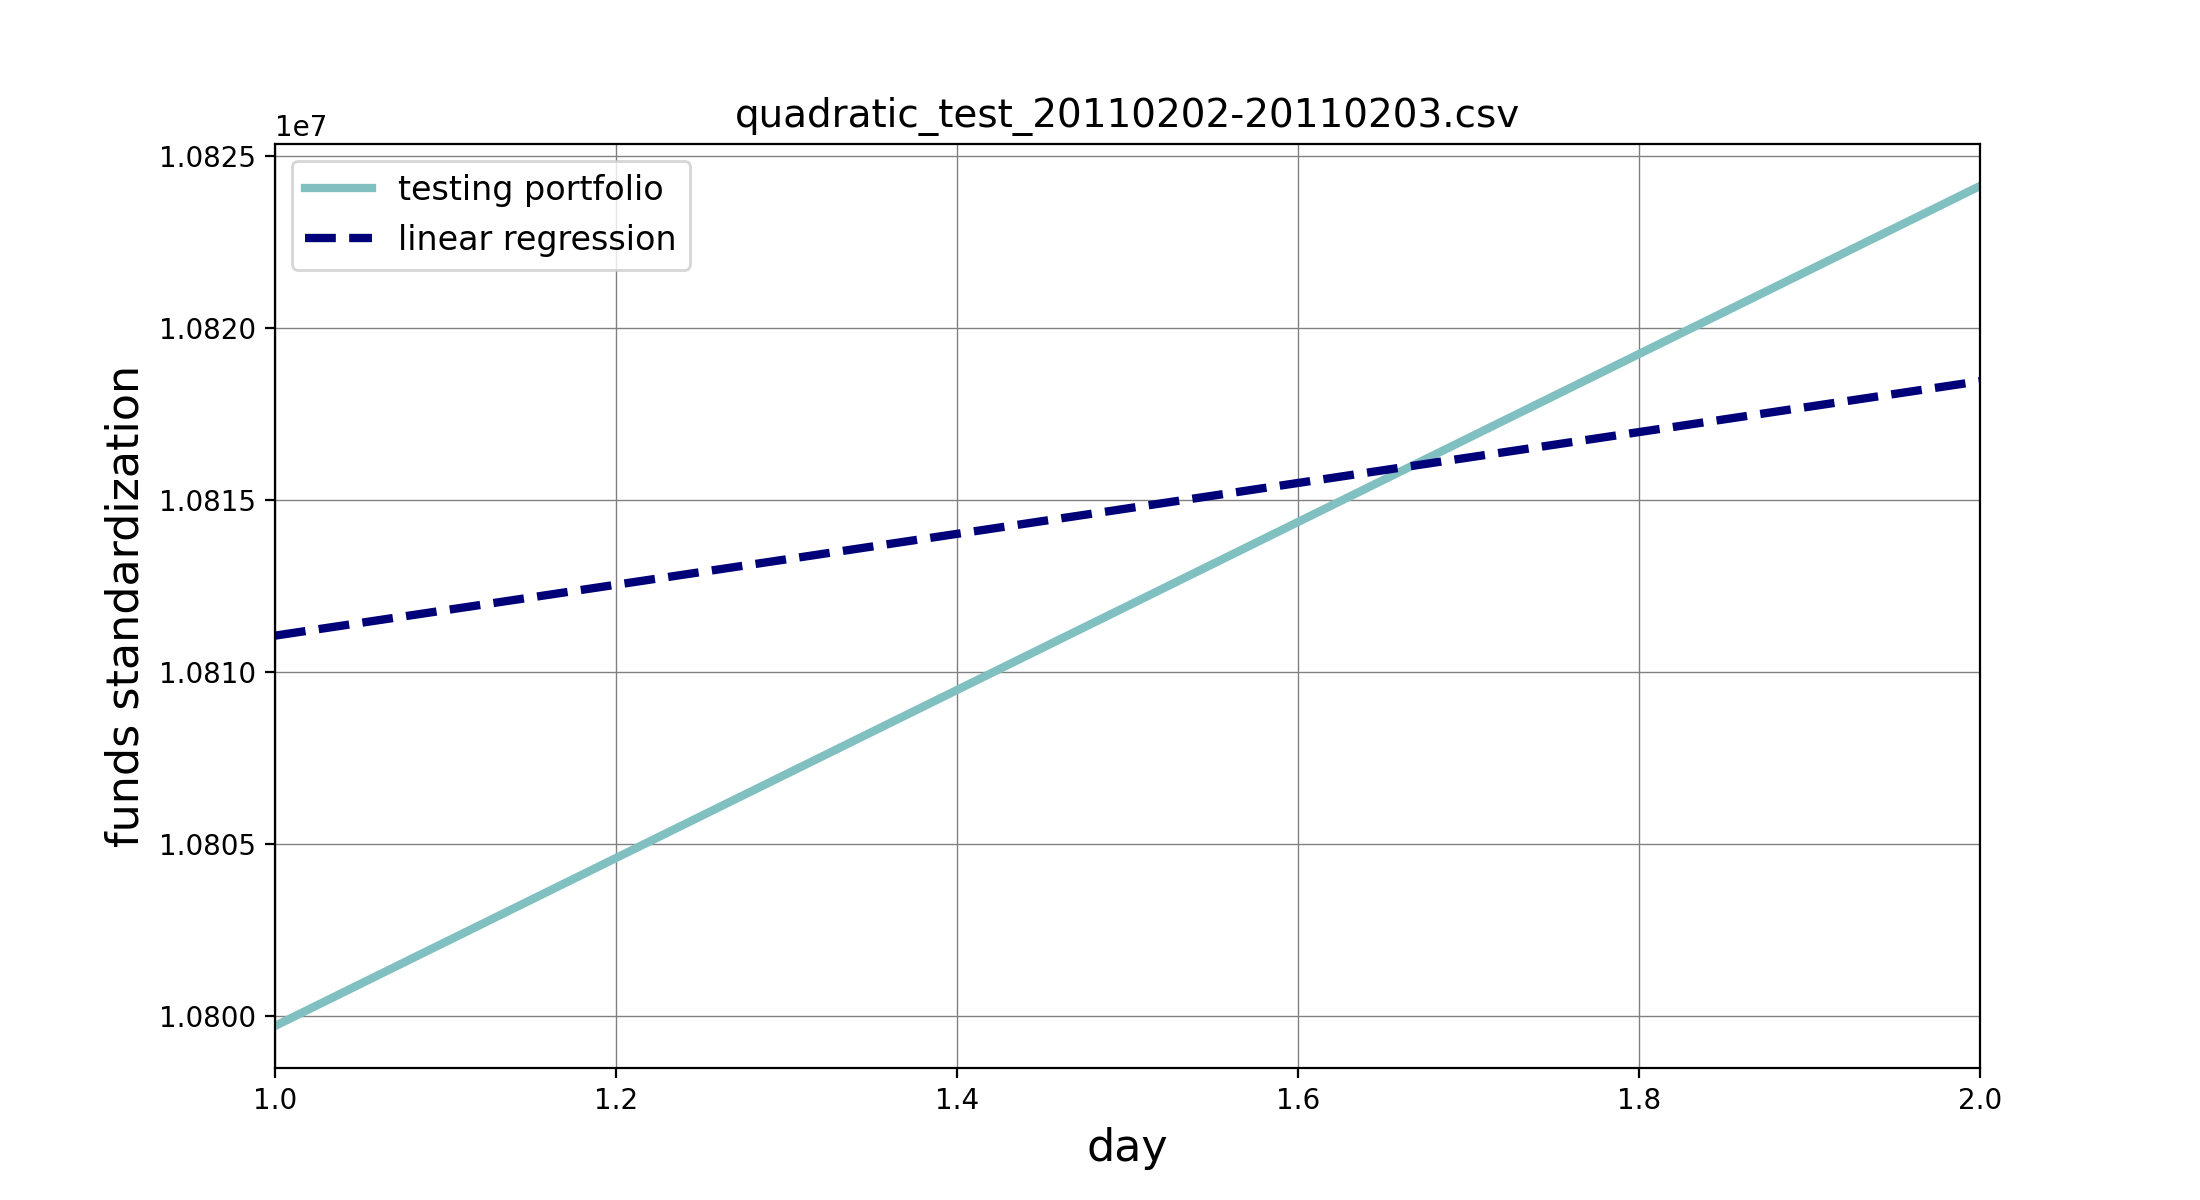 quadratic_test_20110202-20110203.csv
1e7
1.0825
1.0820
1.0815
1.0810
1.0805
1.0800
funds standardization
testing portfolio
linear regression
1.0 1.2 1.4 1.6 1.8 2.0
day